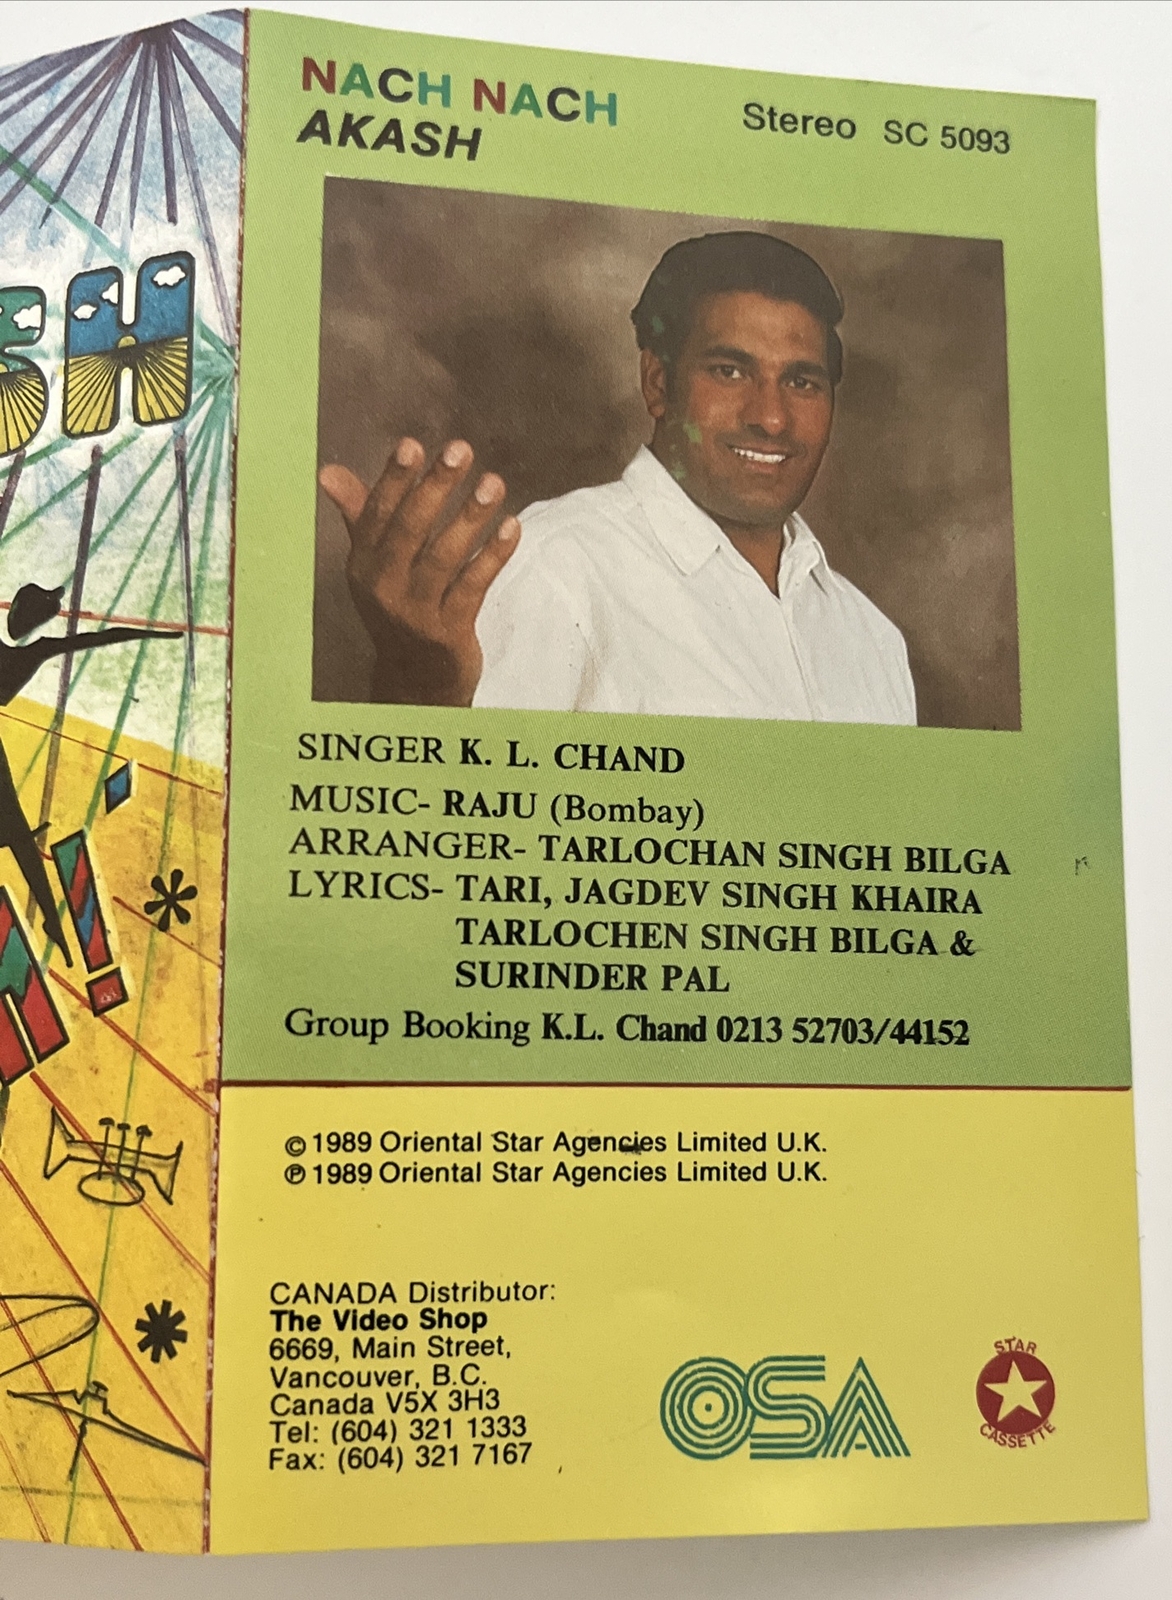 NACH NACH
AKASH
Stereo SC 5093
SH
!
SINGER K. L. CHAND
MUSIC- RAJU (Bombay)
ARRANGER- TARLOCHAN SINGH BILGA
LYRICS- TARI, JAGDEV SINGH KHAIRA
TARLOCHEN SINGH BILGA &
SURINDER PAL
Group Booking K.L. Chand 0213 52703/44152
© 1989 Oriental Star Agencies Limited U.K.
℗ 1989 Oriental Star Agencies Limited U.K.
CANADA Distributor:
The Video Shop
6669, Main Street,
Vancouver, B.C.
Canada V5X 3H3
Tel: (604) 321 1333
Fax: (604) 321 7167
OSA
STAR
CASSETTE